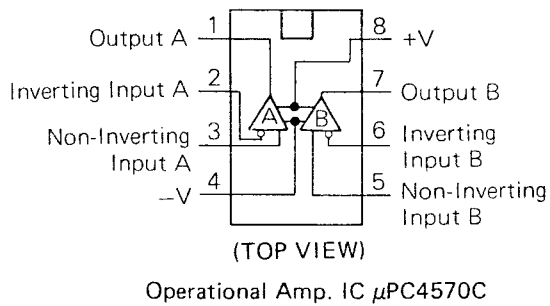 Output A 1
8 +V
Inverting Input A 2
7 Output B
A B
Non-Inverting
Input A 3
6 Inverting
Input B
−V 4
5 Non-Inverting
Input B
(TOP VIEW)
Operational Amp. IC μPC4570C